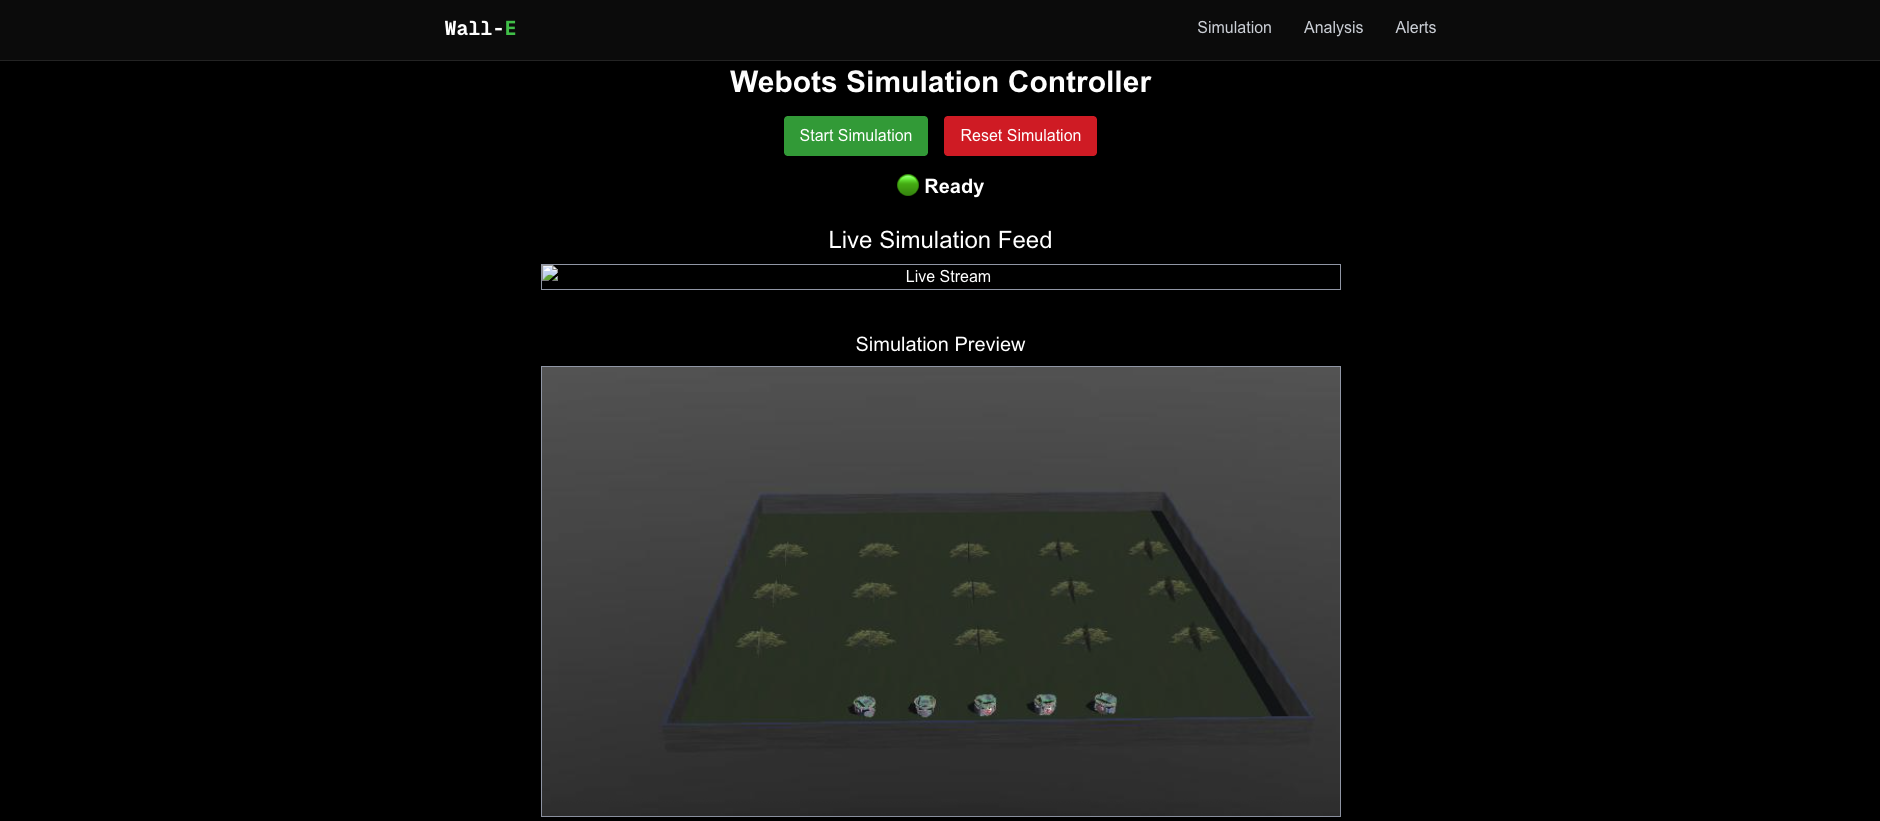 Wall-E
Simulation Analysis Alerts
Webots Simulation Controller
Start Simulation Reset Simulation
Ready
Live Simulation Feed
Live Stream
Simulation Preview